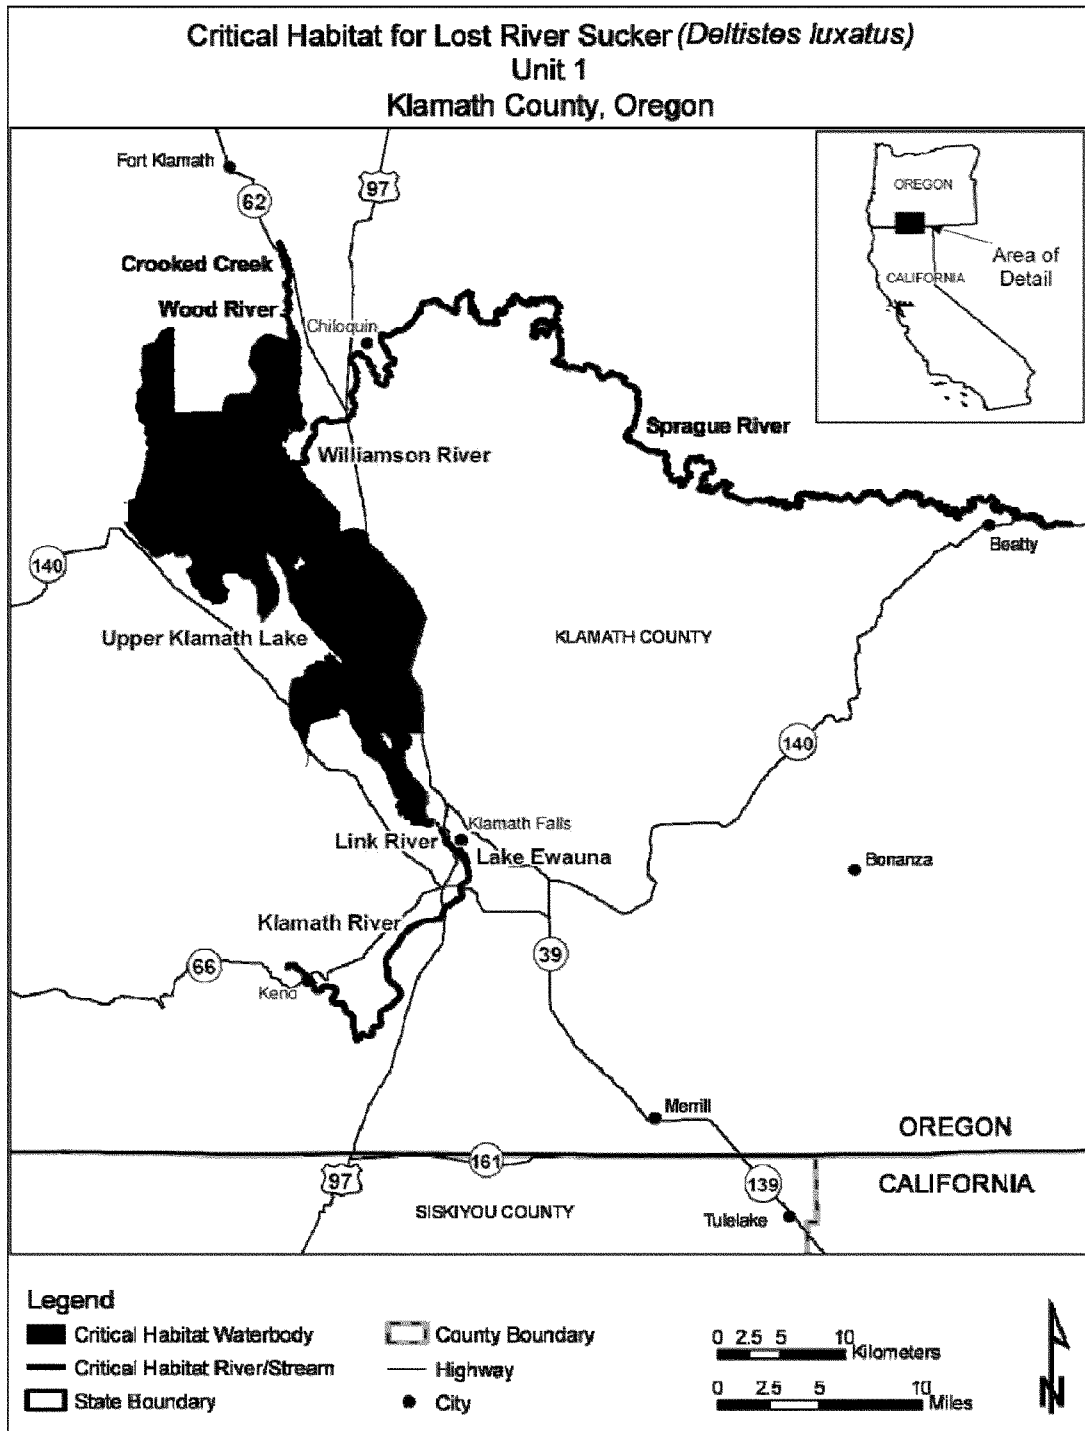 Critical Habitat for Lost River Sucker (Deltistes luxatus)
Unit 1
Klamath County, Oregon
Fort Klamath
62
97
Crooked Creek
Wood River
Chiloquin
OREGON
CALIFORNIA
Area of
Detail
Williamson River
Sprague River
Beatty
140
Upper Klamath Lake
KLAMATH COUNTY
140
Klamath Falls
Link River
Lake Ewauna
Bonanza
Klamath River
66
Keno
39
Merrill
OREGON
161
97
139
CALIFORNIA
SISKIYOU COUNTY
Tulelake
Legend
Critical Habitat Waterbody
Critical Habitat River/Stream
State Boundary
County Boundary
Highway
City
0 2.5 5 10
Kilometers
0 2.5 5 10
Miles
N